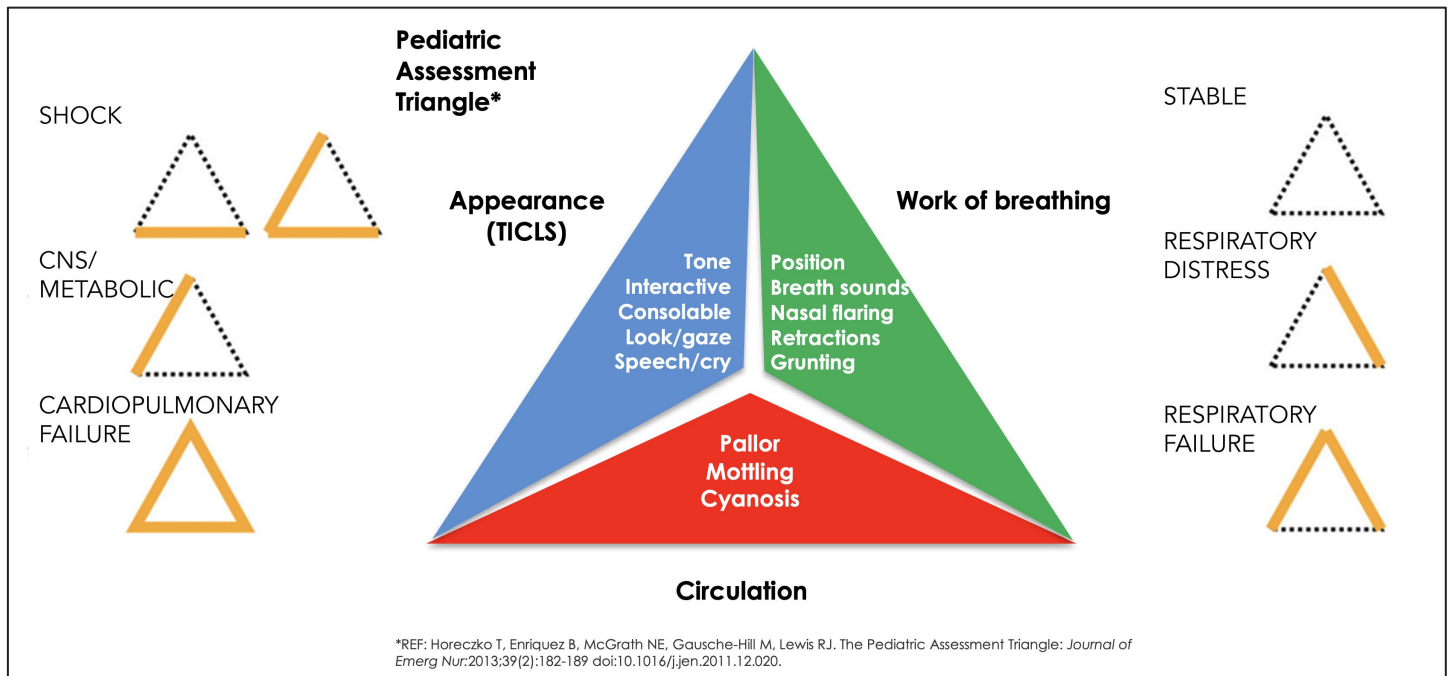 Pediatric
Assessment
Triangle*
SHOCK
CNS/
METABOLIC
CARDIOPULMONARY
FAILURE
Appearance
(TICLS)
Tone
Interactive
Consolable
Look/gaze
Speech/cry
Work of breathing
Position
Breath sounds
Nasal flaring
Retractions
Grunting
Pallor
Mottling
Cyanosis
Circulation
STABLE
RESPIRATORY
DISTRESS
RESPIRATORY
FAILURE
*REF: Horeczko T, Enriquez B, McGrath NE, Gausche-Hill M, Lewis RJ. The Pediatric Assessment Triangle: Journal of
Emerg Nur:2013;39(2):182-189 doi:10.1016/j.jen.2011.12.020.